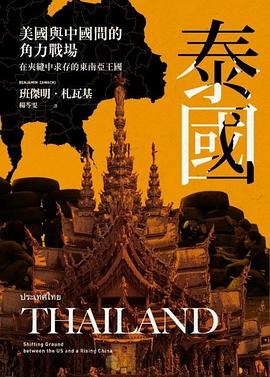 美國與中國間的
角力戰場
在夾縫中求存的東南亞王國
BENJAMIN ZAWACKI
班傑明・札瓦基
楊芩雯 譯
泰國
ประเทศไทย
THAILAND
Shifting Ground
between the US and a Rising China